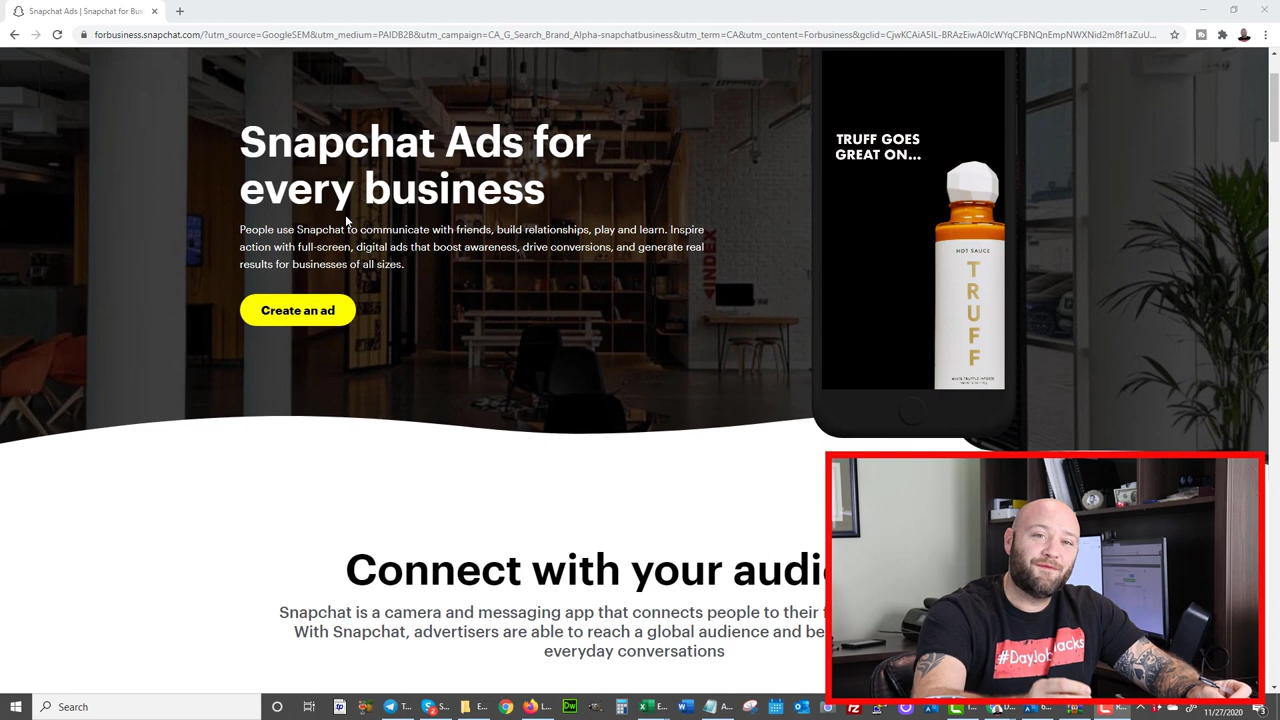 Snapchat Ads | Snapchat for Bus
forbusiness.snapchat.com/?utm_source=GoogleSEM&utm_medium=PAIDB2B&utm_campaign=CA_G_Search_Brand_Alpha-snapchatbusiness&utm_term=CA&utm_content=Forbusiness&gclid=
Snapchat Ads for
every business
People use Snapchat to communicate with friends, build relationships, play and learn. Inspire
action with full-screen, digital ads that boost awareness, drive conversions, and generate real
results for businesses of all sizes.
Create an ad
TRUFF GOES
GREAT ON...
HOT SAUCE
TRUFF
Connect with your audi
Snapchat is a camera and messaging app that connects people to their
With Snapchat, advertisers are able to reach a global audience and be
everyday conversations
#DayJobHacks
Search
T...
S...
E...
L...
Dw
E...
W...
A...
11/27/2020